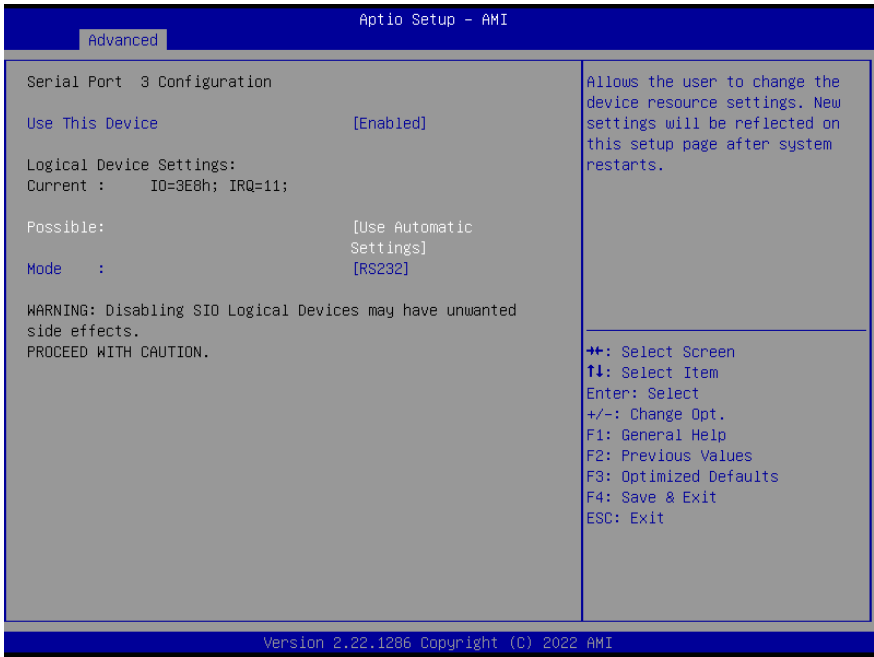 Aptio Setup – AMI
Advanced
Serial Port  3 Configuration
Use This Device [Enabled]
Logical Device Settings:
Current :      IO=3E8h; IRQ=11;
Possible: [Use Automatic
Settings]
Mode    : [RS232]
WARNING: Disabling SIO Logical Devices may have unwanted
side effects.
PROCEED WITH CAUTION.
Allows the user to change the
device resource settings. New
settings will be reflected on
this setup page after system
restarts.
→←: Select Screen
↑↓: Select Item
Enter: Select
+/-: Change Opt.
F1: General Help
F2: Previous Values
F3: Optimized Defaults
F4: Save & Exit
ESC: Exit
Version 2.22.1286 Copyright (C) 2022 AMI